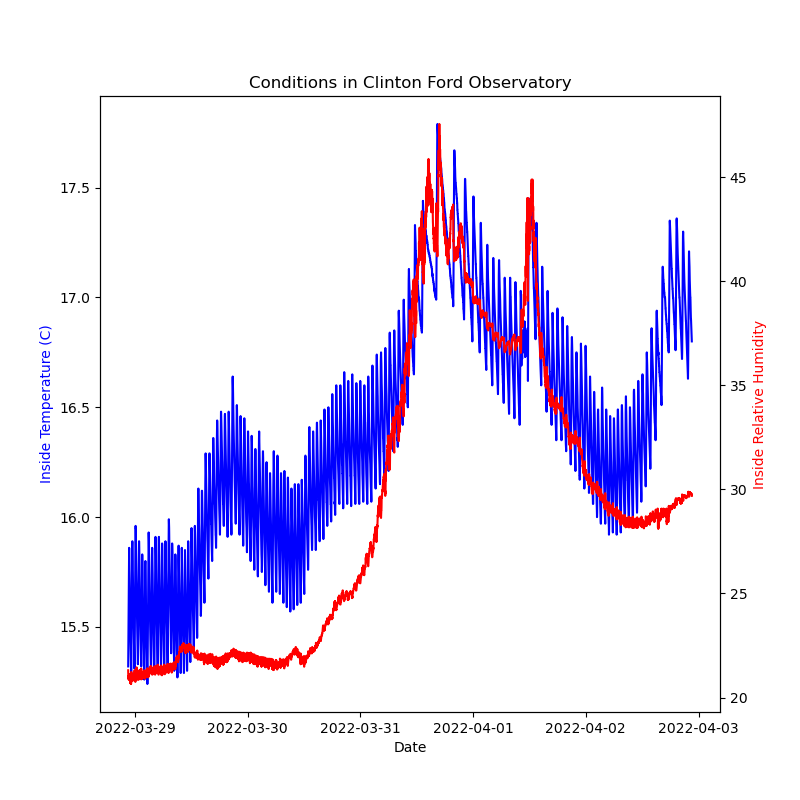 Conditions in Clinton Ford Observatory
Inside Temperature (C)
17.5
17.0
16.5
16.0
15.5
45
40
35
30
25
20
Inside Relative Humidity
2022-03-29 2022-03-30 2022-03-31 2022-04-01 2022-04-02 2022-04-03
Date